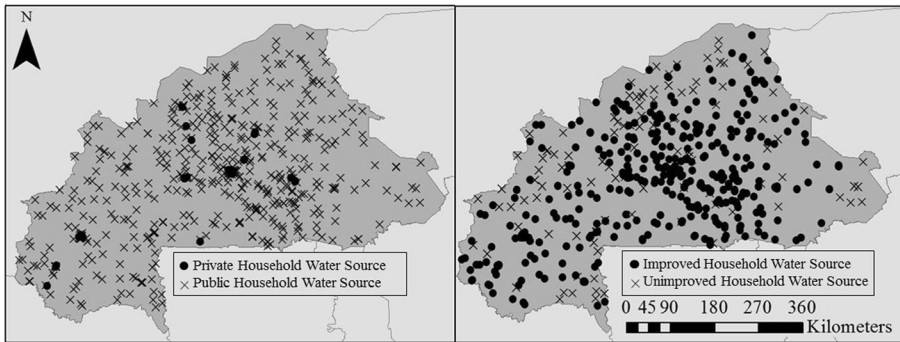 N
Private Household Water Source
Public Household Water Source
Improved Household Water Source
Unimproved Household Water Source
0 45 90 180 270 360
Kilometers